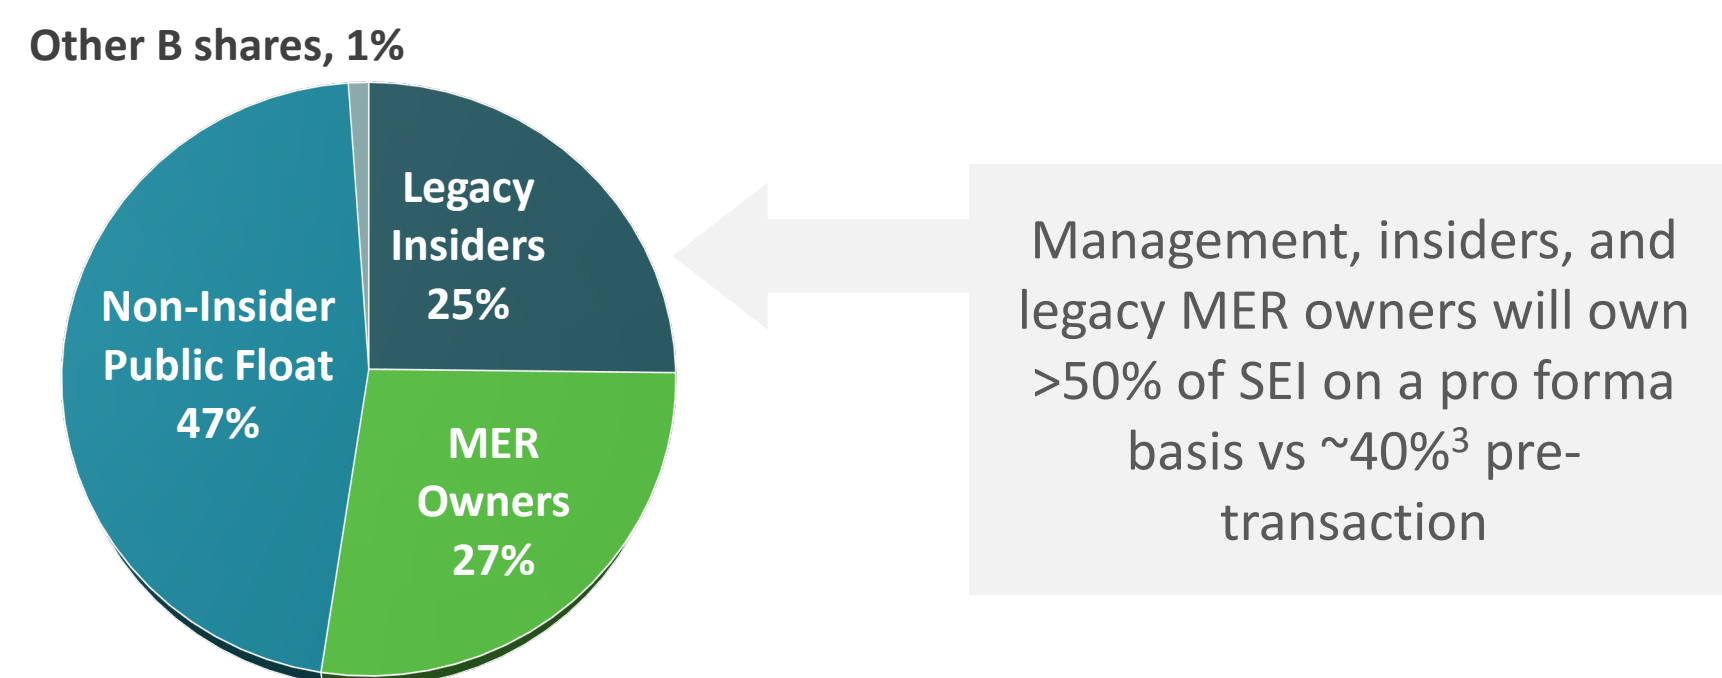 Other B shares, 1%
Legacy
Insiders
25%
Non-Insider
Public Float
47%
MER
Owners
27%
Management, insiders, and
legacy MER owners will own
>50% of SEI on a pro forma
basis vs ~40%³ pre-
transaction